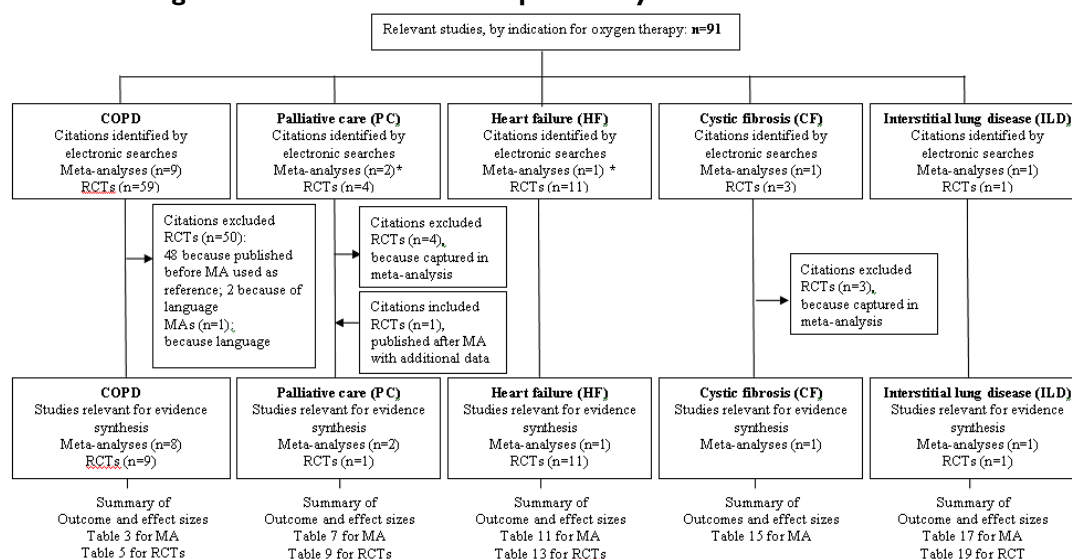 Relevant studies, by indication for oxygen therapy: n=91
COPD
Citations identified by
electronic searches
Meta-analyses (n=9)
RCTs (n=59)
Palliative care (PC)
Citations identified by
electronic searches
Meta-analyses (n=2)*
RCTs (n=4)
Heart failure (HF)
Citations identified by
electronic searches
Meta-analyses (n=1) *
RCTs (n=11)
Cystic fibrosis (CF)
Citations identified by
electronic searches
Meta-analyses (n=1)
RCTs (n=3)
Interstitial lung disease (ILD)
Citations identified by
electronic searches
Meta-analyses (n=1)
RCTs (n=1)
Citations excluded
RCTs (n=50):
48 because published
before MA used as
reference; 2 because of
language
MAs (n=1);
because language
Citations excluded
RCTs (n=4),
because captured in
meta-analysis
Citations included
RCTs (n=1),
published after MA
with additional data
Citations excluded
RCTs (n=3),
because captured in
meta-analysis
COPD
Studies relevant for evidence
synthesis
Meta-analyses (n=8)
RCTs (n=9)
Palliative care (PC)
Studies relevant for evidence
synthesis
Meta-analyses (n=2)
RCTs (n=1)
Heart failure (HF)
Studies relevant for evidence
synthesis
Meta-analyses (n=1)
RCTs (n=11)
Cystic fibrosis (CF)
Studies relevant for evidence
synthesis
Meta-analyses (n=1)
Interstitial lung disease (ILD)
Studies relevant for evidence
synthesis
Meta-analyses (n=1)
RCTs (n=1)
Summary of
Outcome and effect sizes
Table 3 for MA
Table 5 for RCTs
Summary of
Outcome and effect sizes
Table 7 for MA
Table 9 for RCTs
Summary of
Outcome and effect sizes
Table 11 for MA
Table 13 for RCTs
Summary of
Outcomes and effect sizes
Table 15 for MA
Summary of
Outcomes and effect sizes
Table 17 for MA
Table 19 for RCT